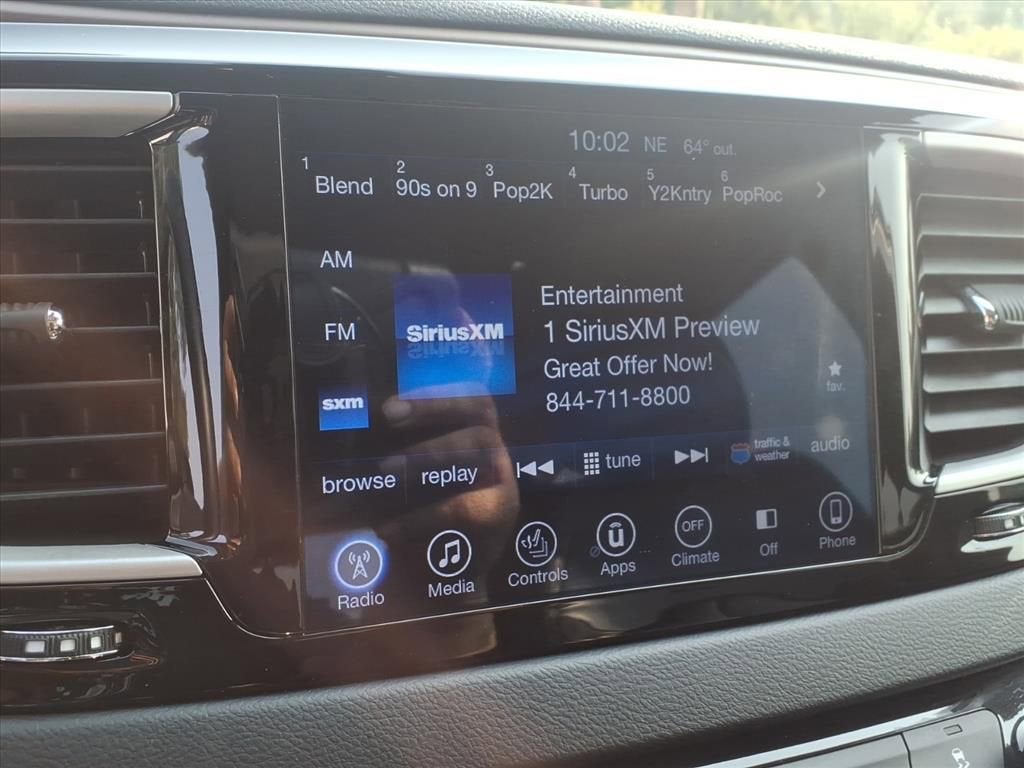 10:02 NE 64° out.
1 Blend 2 90s on 9 3 Pop2K 4 Turbo 5 Y2Kntry 6 PopRoc
AM
FM
sxm
SiriusXM
Entertainment
1 SiriusXM Preview
Great Offer Now!
844-711-8800
fav.
browse replay tune traffic & weather audio
Radio Media Controls Apps OFF Climate Off Phone